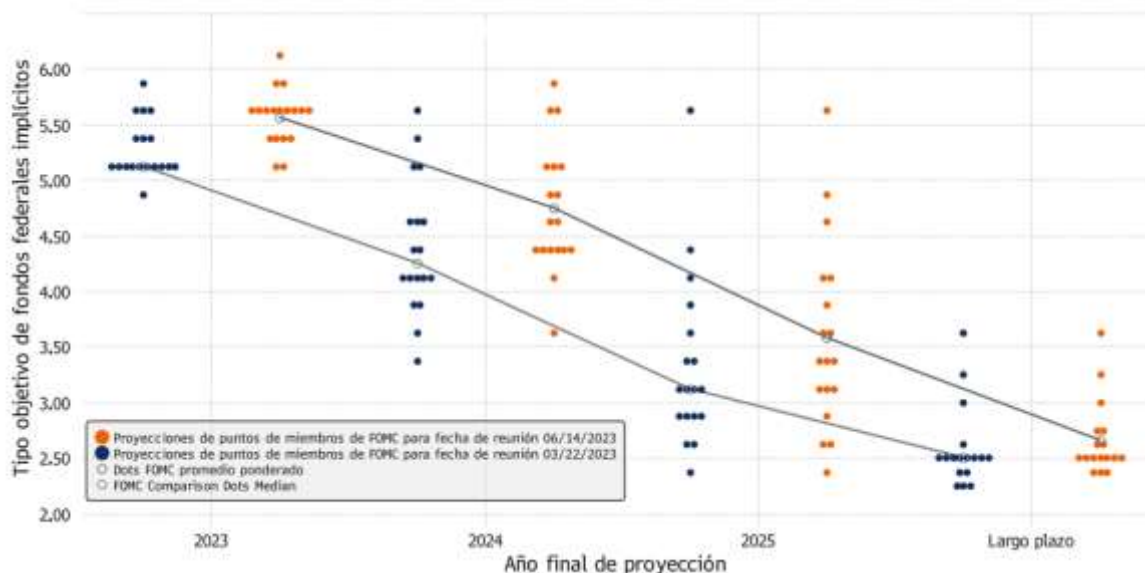 Tipo objetivo de fondos federales implícitos
6.00
5.50
5.00
4.50
4.00
3.50
3.00
2.50
2.00
Proyecciones de puntos de miembros de FOMC para fecha de reunión 06/14/2023
Proyecciones de puntos de miembros de FOMC para fecha de reunión 03/22/2023
Dots FOMC promedio ponderado
FOMC Comparison Dots Median
2023
2024
2025
Largo plazo
Año final de proyección